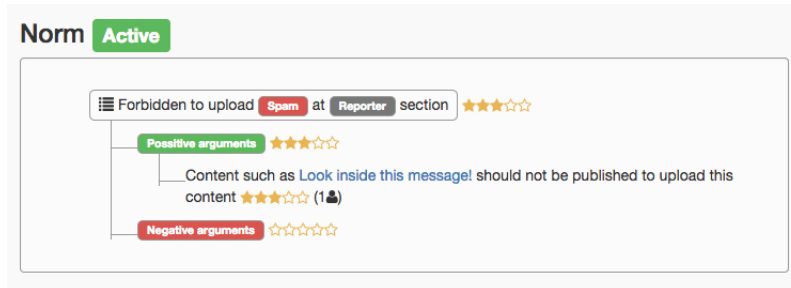 Norm Active
Forbidden to upload Spam at Reporter section
Possitive arguments
Content such as Look inside this message! should not be published to upload this
content (1)
Negative arguments